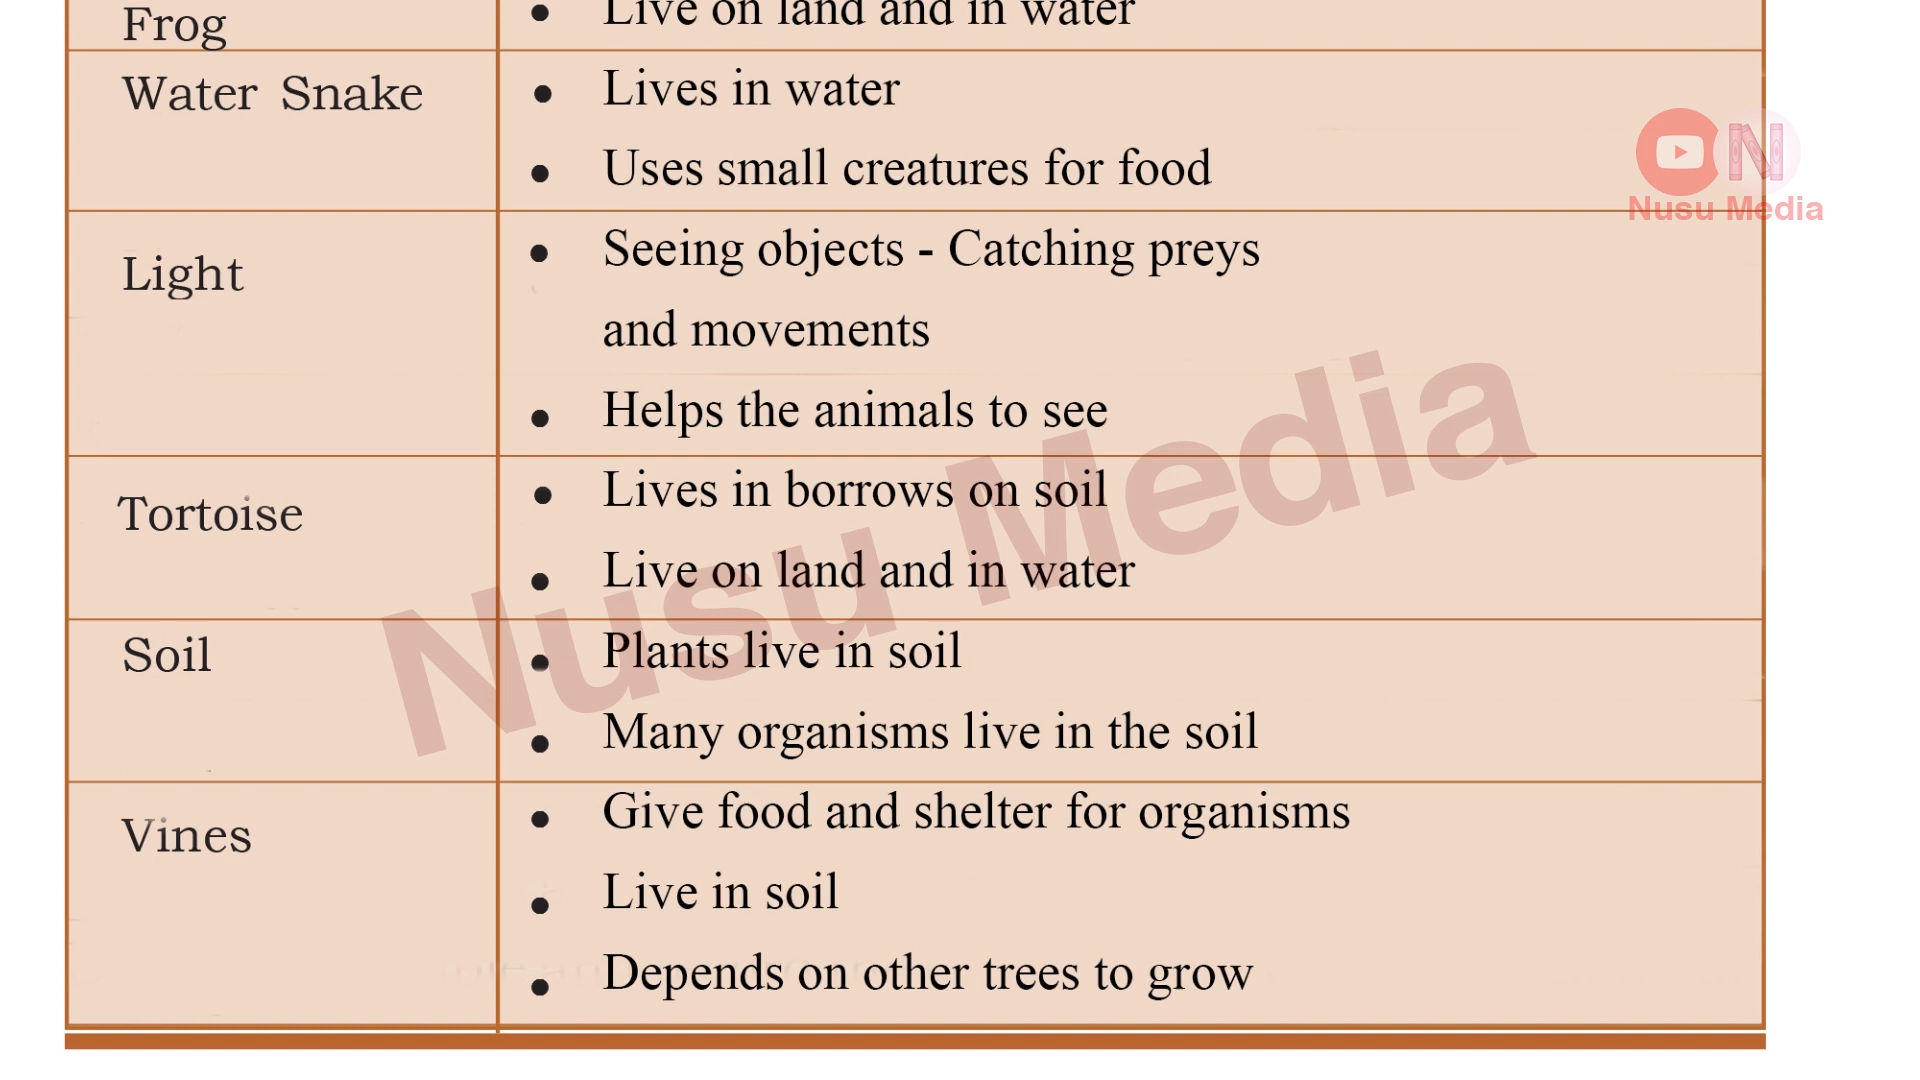 Frog
• Live on land and in water
Water Snake
• Lives in water
• Uses small creatures for food
Light
• Seeing objects - Catching preys
and movements
• Helps the animals to see
Tortoise
• Lives in borrows on soil
• Live on land and in water
Soil
• Plants live in soil
• Many organisms live in the soil
Vines
• Give food and shelter for organisms
• Live in soil
• Depends on other trees to grow
N
Nusu Media
Nusu Media